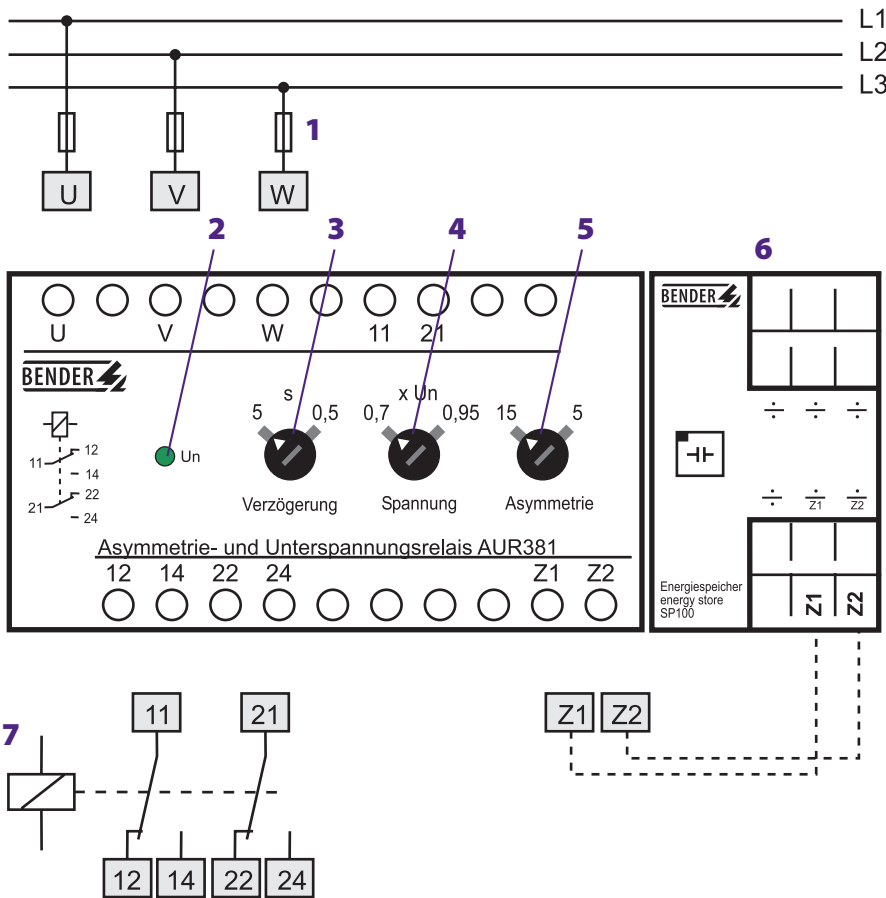 L1
L2
L3
1
U V W
2 3 4 5 6
U V W 11 21
BENDER
BENDER
s x Un
5 0,5 0,7 0,95 15 5
÷ ÷ ÷
Un
11 12
14
21 22
24
Verzögerung Spannung Asymmetrie
÷ ÷ ÷
Z1 Z2
Asymmetrie- und Unterspannungsrelais AUR381
12 14 22 24 Z1 Z2
Energiespeicher
energy store
SP100
Z1 Z2
11 21
Z1 Z2
7
12 14 22 24